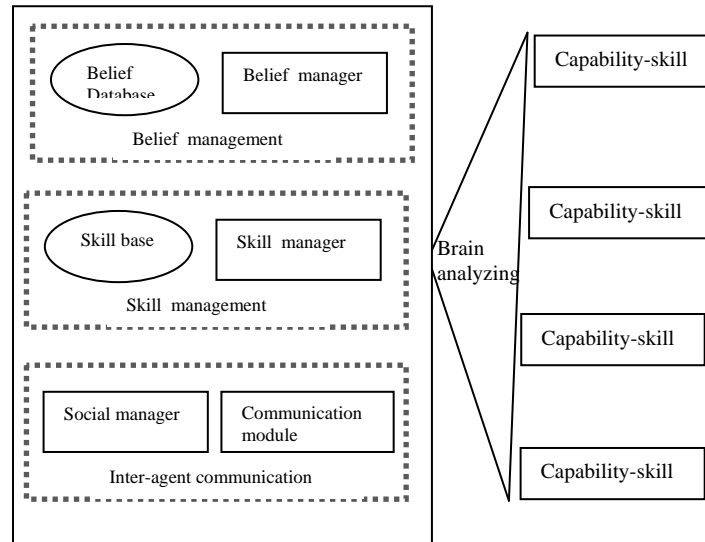 Belief
Database
Belief manager
Belief management
Skill base
Skill manager
Skill management
Social manager
Communication
module
Inter-agent communication
Brain
analyzing
Capability-skill
Capability-skill
Capability-skill
Capability-skill